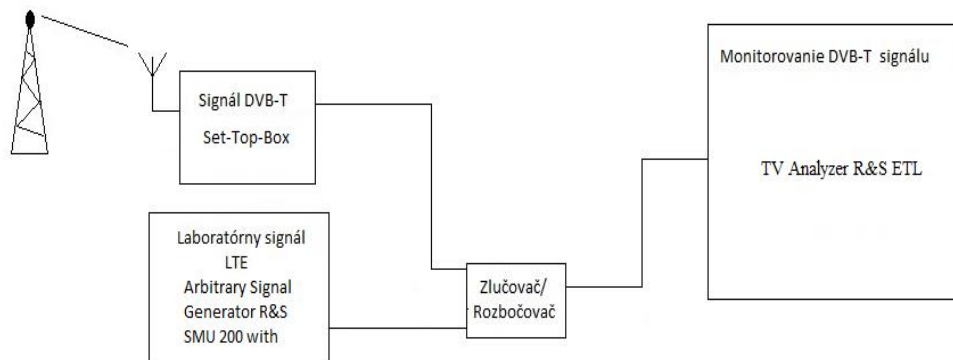 Signál DVB-T
Set-Top-Box
Laboratórny signál
LTE
Arbitrary Signal
Generator R&S
SMU 200 with
Zlučovač/
Rozbočovač
Monitorovanie DVB-T signálu
TV Analyzer R&S ETL